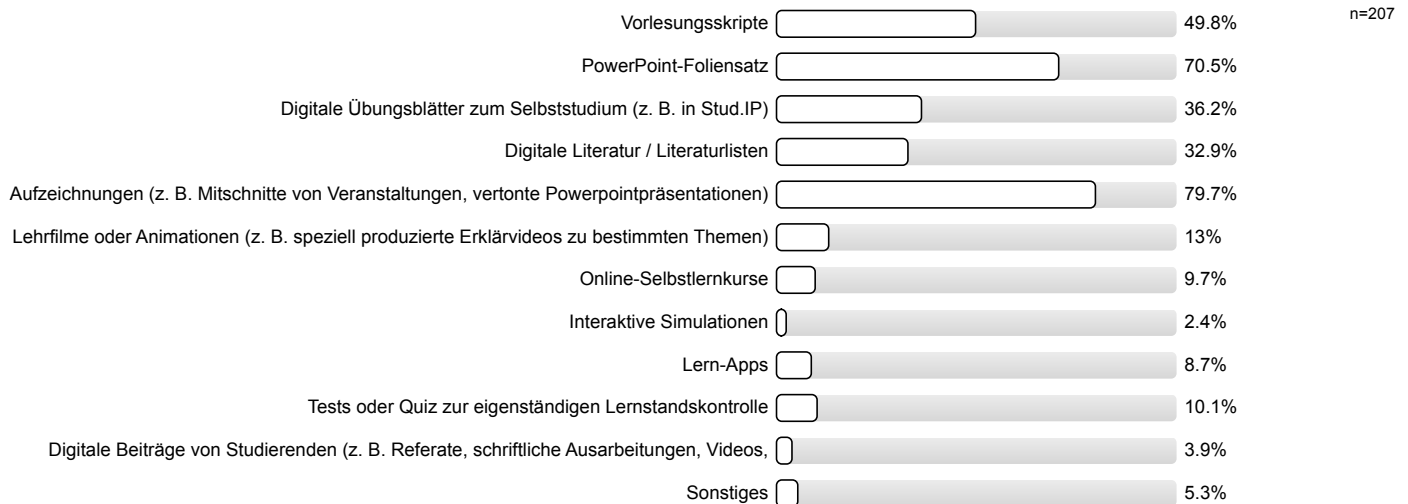 n=207
Vorlesungsskripte 49.8%
PowerPoint-Foliensatz 70.5%
Digitale Übungsblätter zum Selbststudium (z. B. in Stud.IP) 36.2%
Digitale Literatur / Literaturlisten 32.9%
Aufzeichnungen (z. B. Mitschnitte von Veranstaltungen, vertonte Powerpointpräsentationen) 79.7%
Lehrfilme oder Animationen (z. B. speziell produzierte Erklärvideos zu bestimmten Themen) 13%
Online-Selbstlernkurse 9.7%
Interaktive Simulationen 2.4%
Lern-Apps 8.7%
Tests oder Quiz zur eigenständigen Lernstandskontrolle 10.1%
Digitale Beiträge von Studierenden (z. B. Referate, schriftliche Ausarbeitungen, Videos, 3.9%
Sonstiges 5.3%